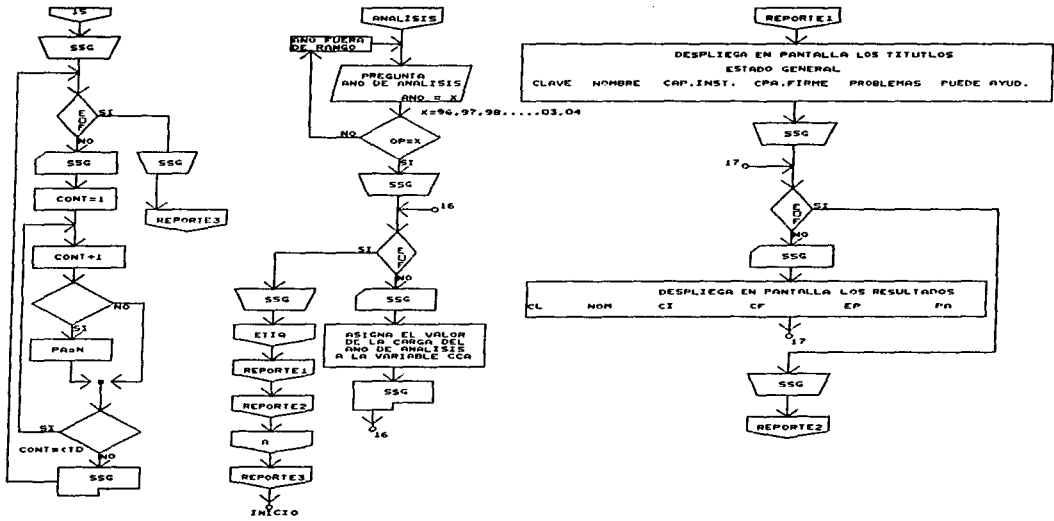 15
SSG
EOF
SI
NO
SSG
SSG
CONT=1
REPORTE3
CONT+1
NO
SI
PA=N
SI
CONT=<TD
NO
SSG
ANALISIS
ANO FUERA
DE RANGO
PREGUNTA
ANO DE ANALISIS
ANO = X
X=96,97,98.....03,04
NO
OP=X
SI
SSG
16
SI
EOF
NO
SSG
SSG
ETIQ
ASIGNA EL VALOR
DE LA CARGA DEL
ANO DE ANALISIS
A LA VARIABLE CCA
REPORTE1
SSG
REPORTE2
16
A
REPORTE3
INICIO
REPORTE1
DESPLIEGA EN PANTALLA LOS TITUTLOS
ESTADO GENERAL
CLAVE NOMBRE CAP.INST. CPA.FIRME PROBLEMAS PUEDE AYUD.
SSG
17
EOF
SI
NO
SSG
DESPLIEGA EN PANTALLA LOS RESULTADOS
CL NOM CI CF EP PA
17
SSG
REPORTE2